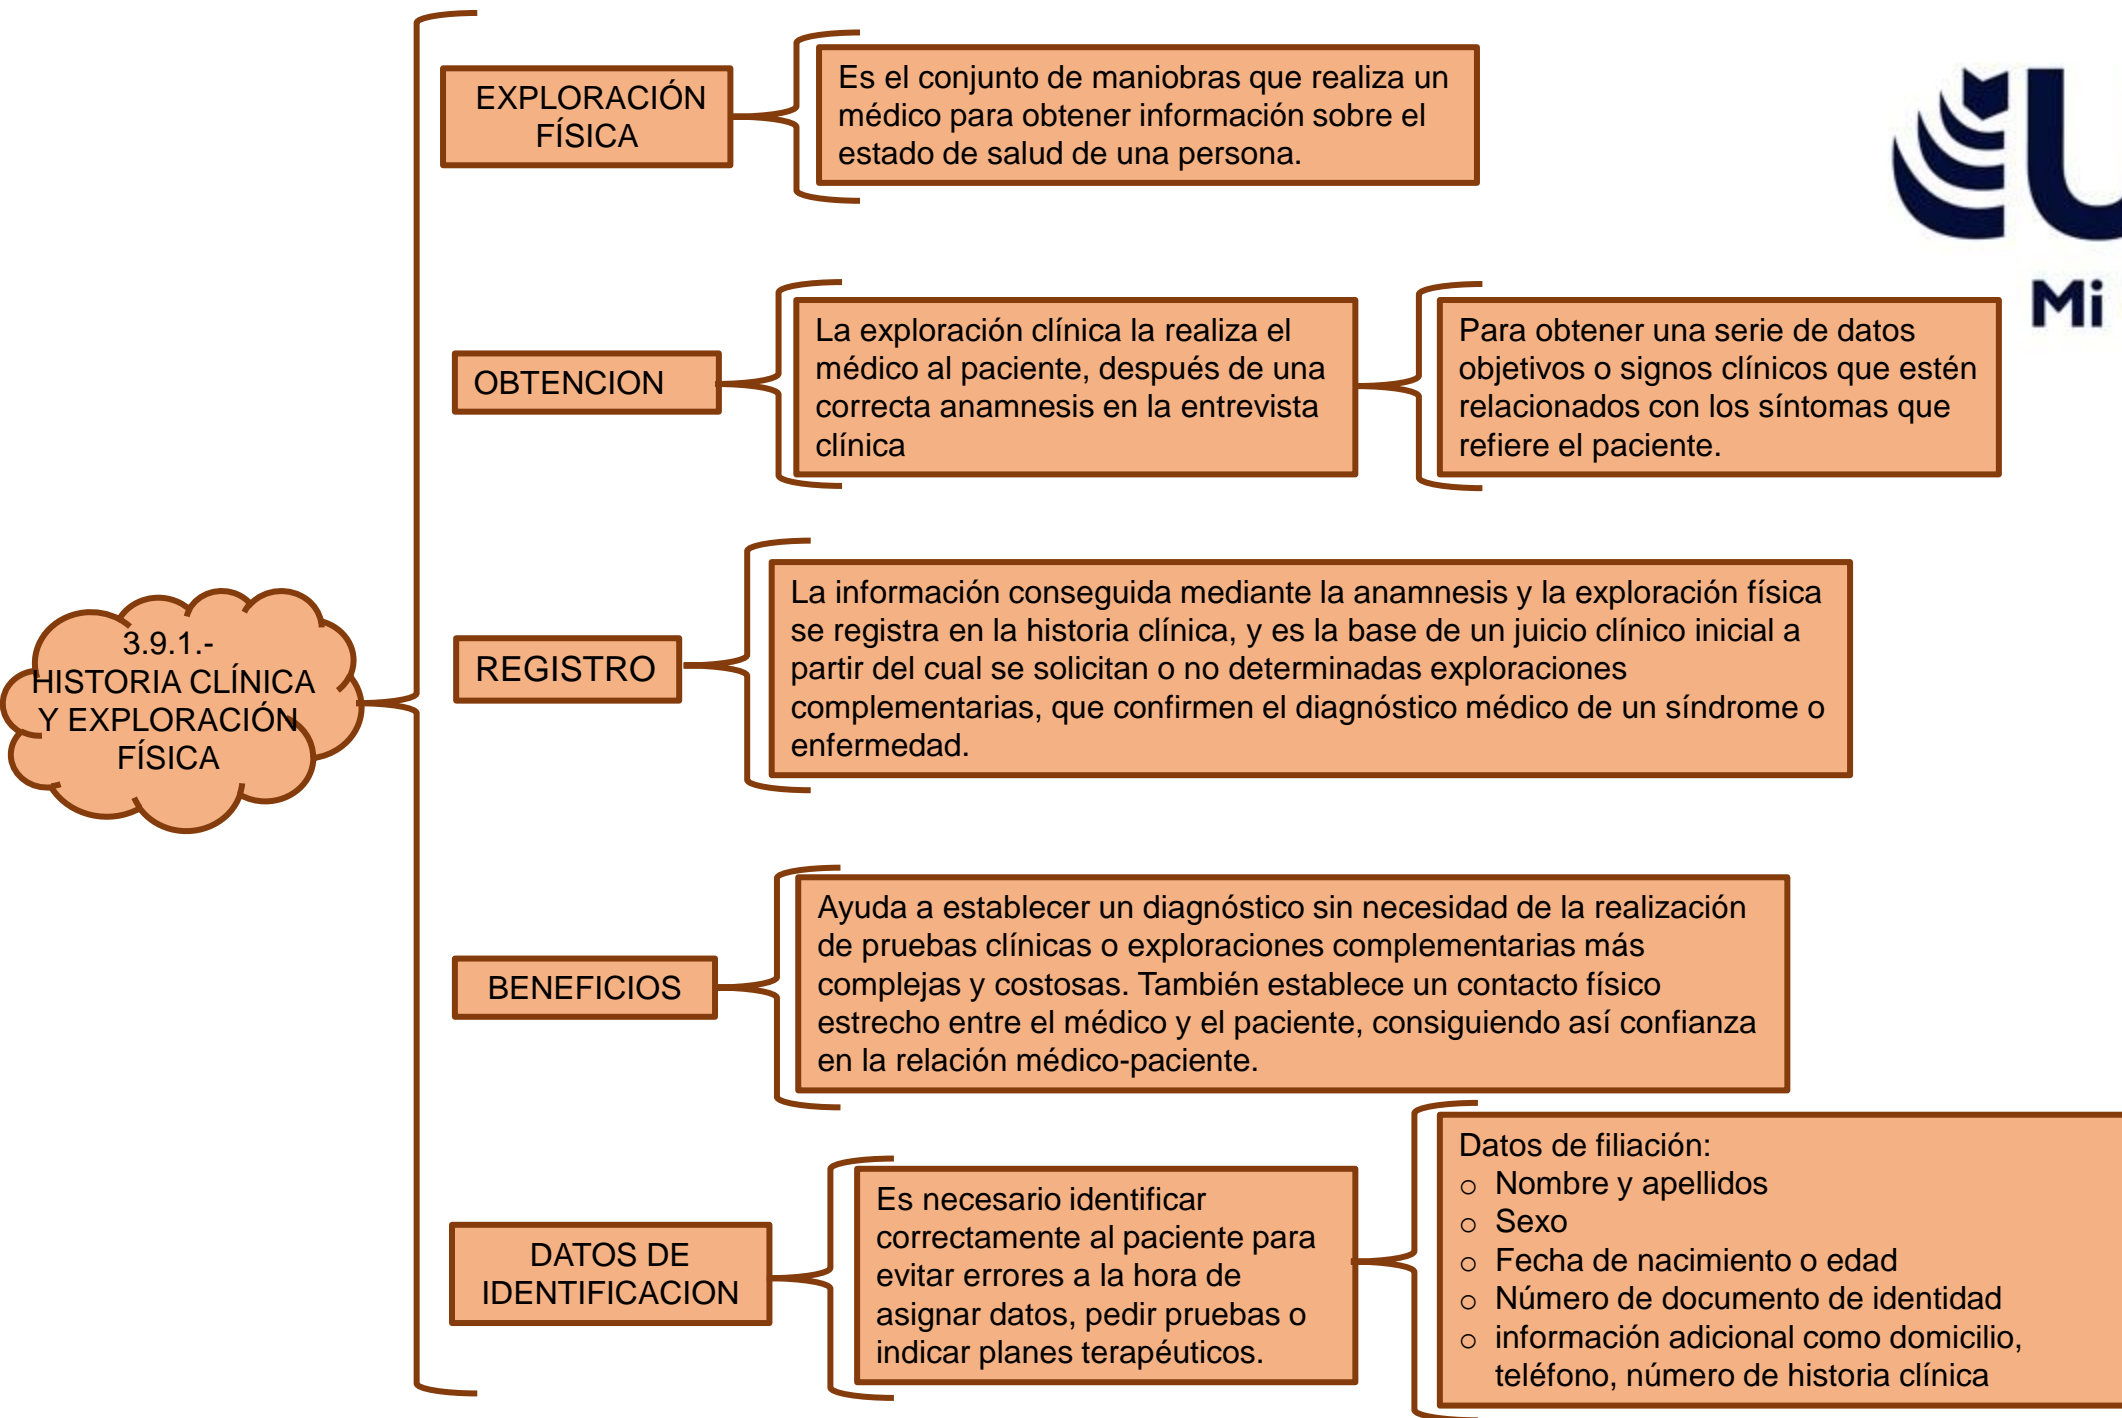 3.9.1.-
HISTORIA CLÍNICA
Y EXPLORACIÓN
FÍSICA
EXPLORACIÓN
FÍSICA
Es el conjunto de maniobras que realiza un
médico para obtener información sobre el
estado de salud de una persona.
OBTENCION
La exploración clínica la realiza el
médico al paciente, después de una
correcta anamnesis en la entrevista
clínica
Para obtener una serie de datos
objetivos o signos clínicos que estén
relacionados con los síntomas que
refiere el paciente.
REGISTRO
La información conseguida mediante la anamnesis y la exploración física
se registra en la historia clínica, y es la base de un juicio clínico inicial a
partir del cual se solicitan o no determinadas exploraciones
complementarias, que confirmen el diagnóstico médico de un síndrome o
enfermedad.
BENEFICIOS
Ayuda a establecer un diagnóstico sin necesidad de la realización
de pruebas clínicas o exploraciones complementarias más
complejas y costosas. También establece un contacto físico
estrecho entre el médico y el paciente, consiguiendo así confianza
en la relación médico-paciente.
DATOS DE
IDENTIFICACION
Es necesario identificar
correctamente al paciente para
evitar errores a la hora de
asignar datos, pedir pruebas o
indicar planes terapéuticos.
Datos de filiación:
o Nombre y apellidos
o Sexo
o Fecha de nacimiento o edad
o Número de documento de identidad
o información adicional como domicilio,
teléfono, número de historia clínica
U
Mi